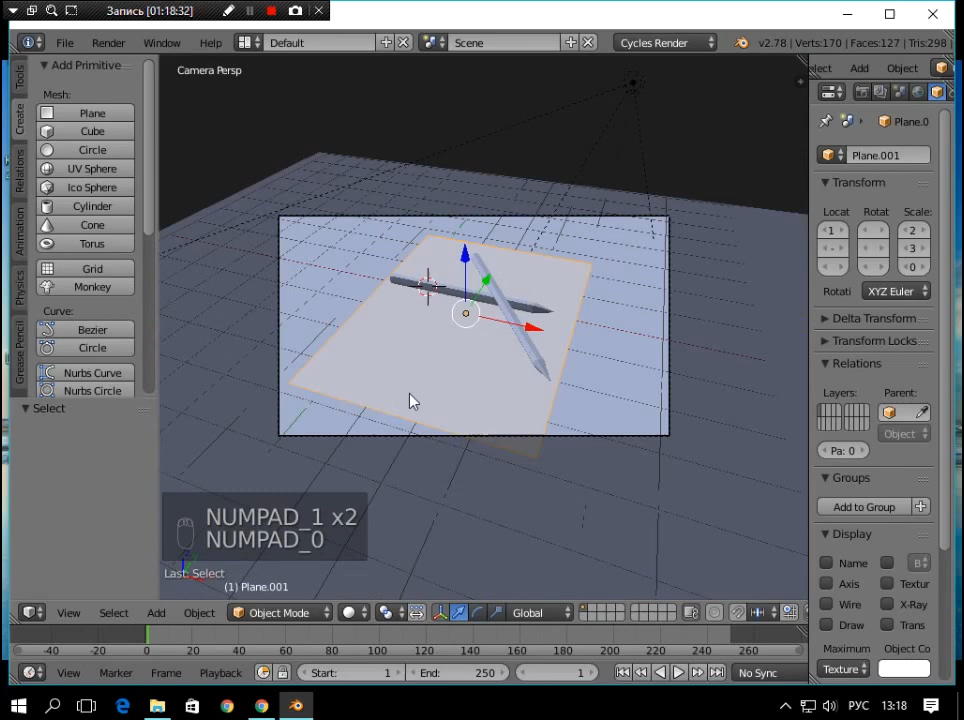 Запись [01:18:32]
File Render Window Help Default Scene Cycles Render v2.78 | Verts:170 | Faces:127 | Tris:298 |
Add Primitive
Mesh:
Plane
Cube
Circle
UV Sphere
Ico Sphere
Cylinder
Cone
Torus
Grid
Monkey
Curve:
Bezier
Circle
Nurbs Curve
Nurbs Circle
Select
Tools
Create
Relations
Animation
Physics
Grease Pencil
Camera Persp
NUMPAD_1 x2
NUMPAD_0
Last: Select
(1) Plane.001
lect Add Object
Plane.0
Plane.001
Transform
Locat Rotat Scale:
1 2
- 3
0
Rotati XYZ Euler
Delta Transform
Transform Locks
Relations
Layers: Parent:
Object
Pa: 0
Groups
Add to Group
Display
Name B
Axis Textur
Wire X-Ray
Draw Trans
Maximum Object Co
Texture
View Select Add Object Object Mode Global
-40 -20 0 20 40 60 80 100 120 140 160 180 200 220 240 260
View Marker Frame Playback Start: 1 End: 250 1 No Sync
РУС 13:18